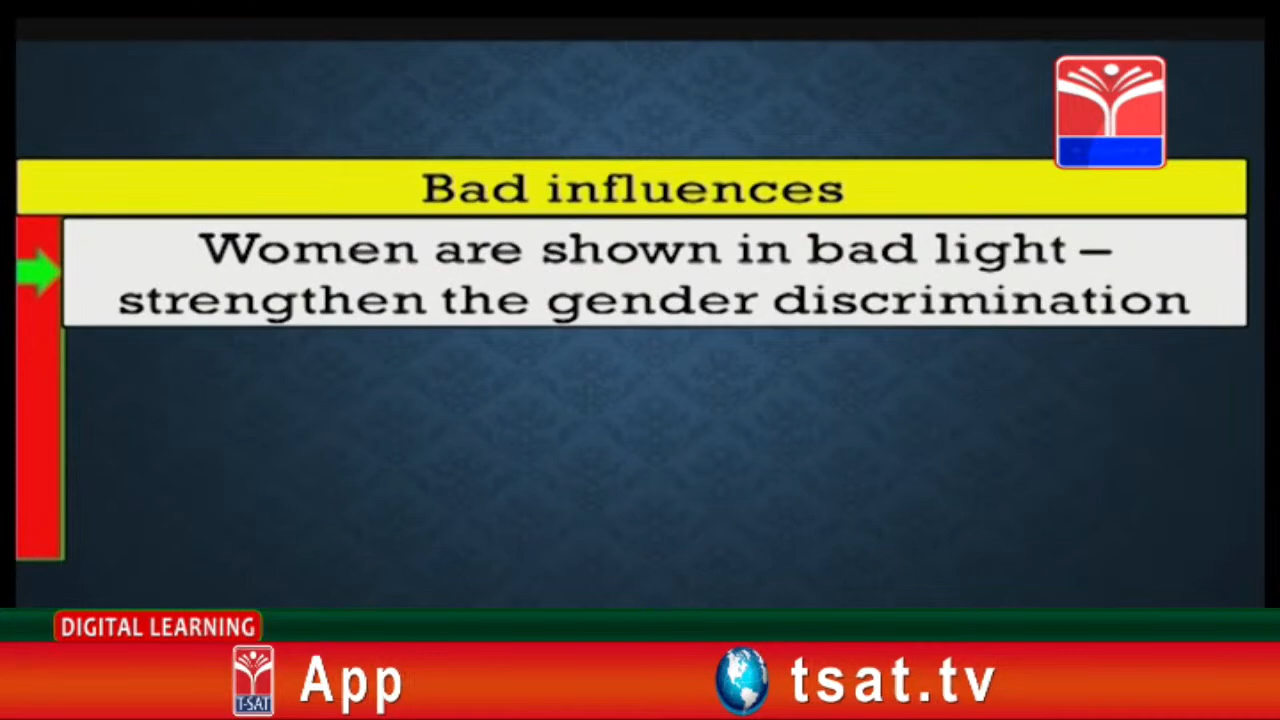 Bad influences
Women are shown in bad light –
strengthen the gender discrimination
DIGITAL LEARNING
T-SAT
App
tsat.tv